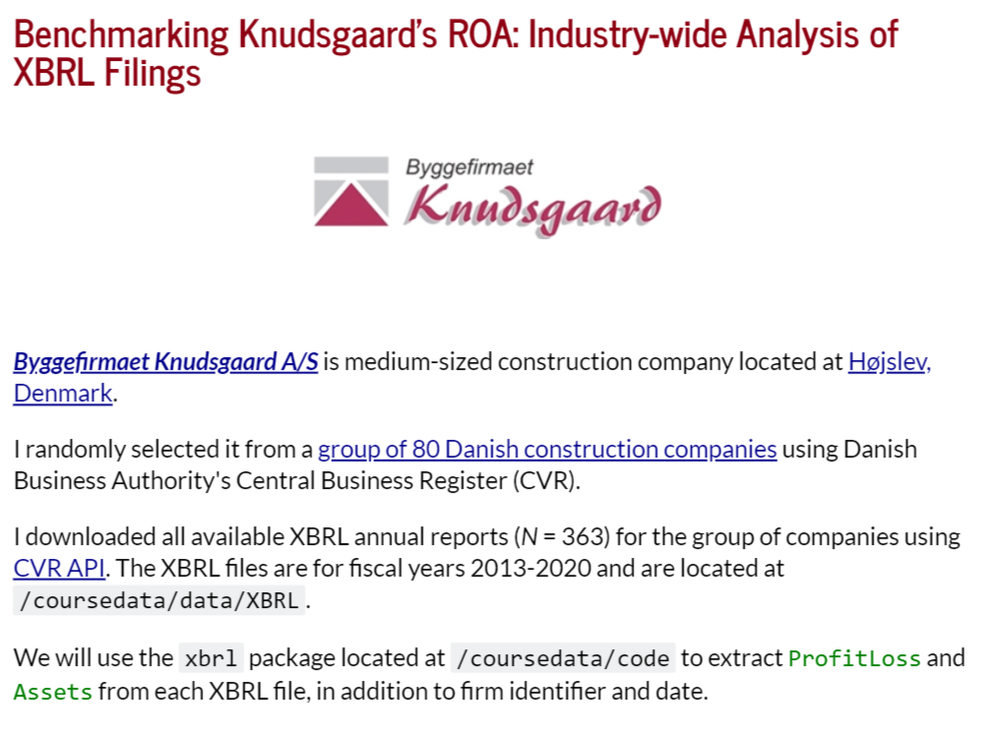 Benchmarking Knudsgaard's ROA: Industry-wide Analysis of
XBRL Filings
Byggefirmaet
Knudsgaard
Byggefirmaet Knudsgaard A/S is medium-sized construction company located at Højslev,
Denmark.
I randomly selected it from a group of 80 Danish construction companies using Danish
Business Authority's Central Business Register (CVR).
I downloaded all available XBRL annual reports (N = 363) for the group of companies using
CVR API. The XBRL files are for fiscal years 2013-2020 and are located at
/coursedata/data/XBRL.
We will use the xbrl package located at /coursedata/code to extract ProfitLoss and
Assets from each XBRL file, in addition to firm identifier and date.